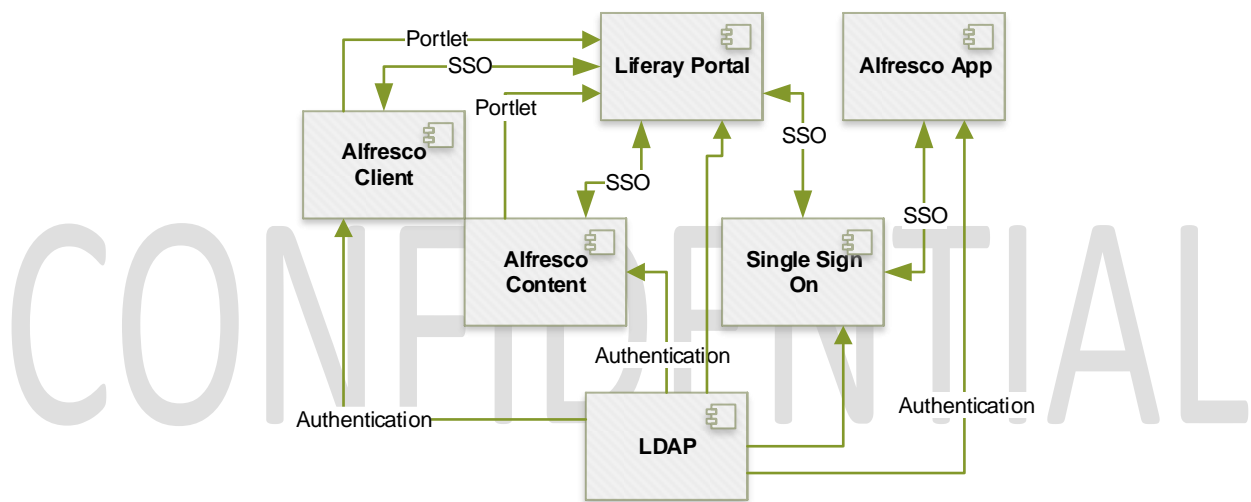 Portlet
Liferay Portal
Alfresco App
SSO
Portlet
SSO
Alfresco
Client
SSO
SSO
Alfresco
Content
Single Sign
On
CONFIDENTIAL
Authentication
Authentication
Authentication
LDAP